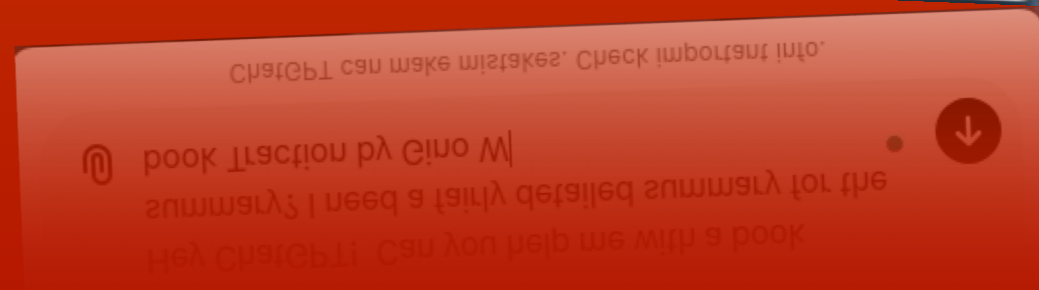 Hey ChatGPT! Can you help me with a book
summary? I need a fairly detailed summary for the
book Traction by Gino W
ChatGPT can make mistakes. Check important info.